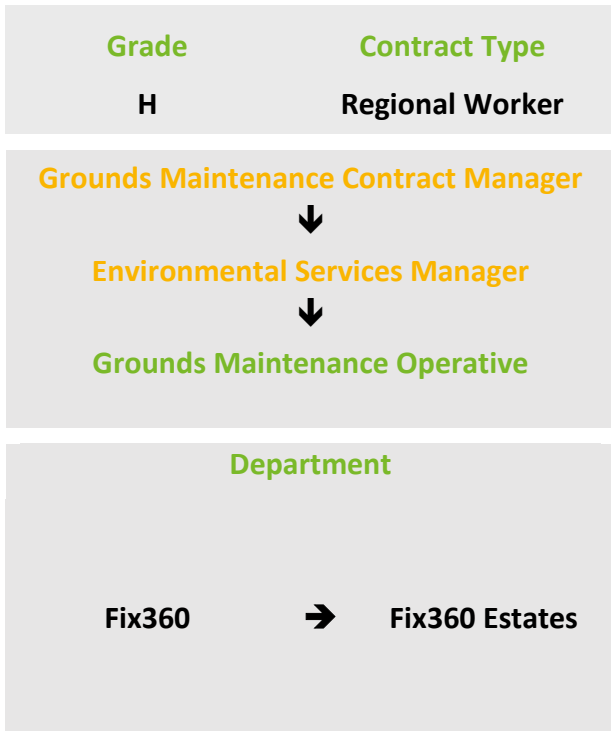 Grade Contract Type
H Regional Worker
Grounds Maintenance Contract Manager
🡻
Environmental Services Manager
🡻
Grounds Maintenance Operative
Department
Fix360 🡺 Fix360 Estates